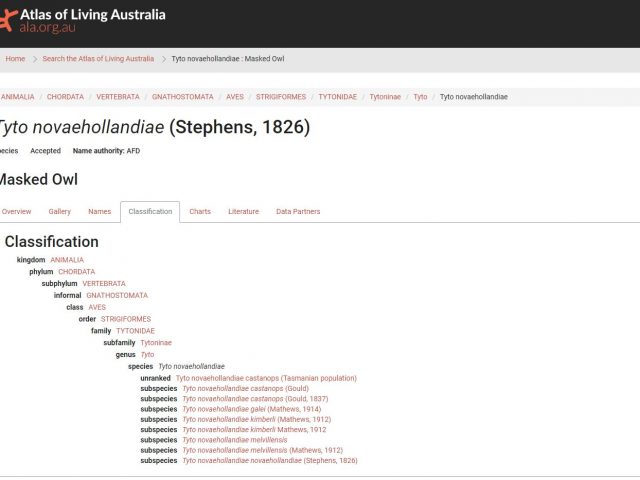 Atlas of Living Australia
ala.org.au
Home > Search the Atlas of Living Australia > Tyto novaehollandiae : Masked Owl
ANIMALIA / CHORDATA / VERTEBRATA / GNATHOSTOMATA / AVES / STRIGIFORMES / TYTONIDAE / Tytoninae / Tyto / Tyto novaehollandiae
Tyto novaehollandiae (Stephens, 1826)
pecies Accepted Name authority: AFD
Masked Owl
Overview Gallery Names Classification Charts Literature Data Partners
Classification
kingdom ANIMALIA
phylum CHORDATA
subphylum VERTEBRATA
informal GNATHOSTOMATA
class AVES
order STRIGIFORMES
family TYTONIDAE
subfamily Tytoninae
genus Tyto
species Tyto novaehollandiae
unranked Tyto novaehollandiae castanops (Tasmanian population)
subspecies Tyto novaehollandiae castanops (Gould)
subspecies Tyto novaehollandiae castanops (Gould, 1837)
subspecies Tyto novaehollandiae galei (Mathews, 1914)
subspecies Tyto novaehollandiae kimberli (Mathews, 1912)
subspecies Tyto novaehollandiae kimberli Mathews, 1912
subspecies Tyto novaehollandiae melvillensis
subspecies Tyto novaehollandiae melvillensis (Mathews, 1912)
subspecies Tyto novaehollandiae novaehollandiae (Stephens, 1826)